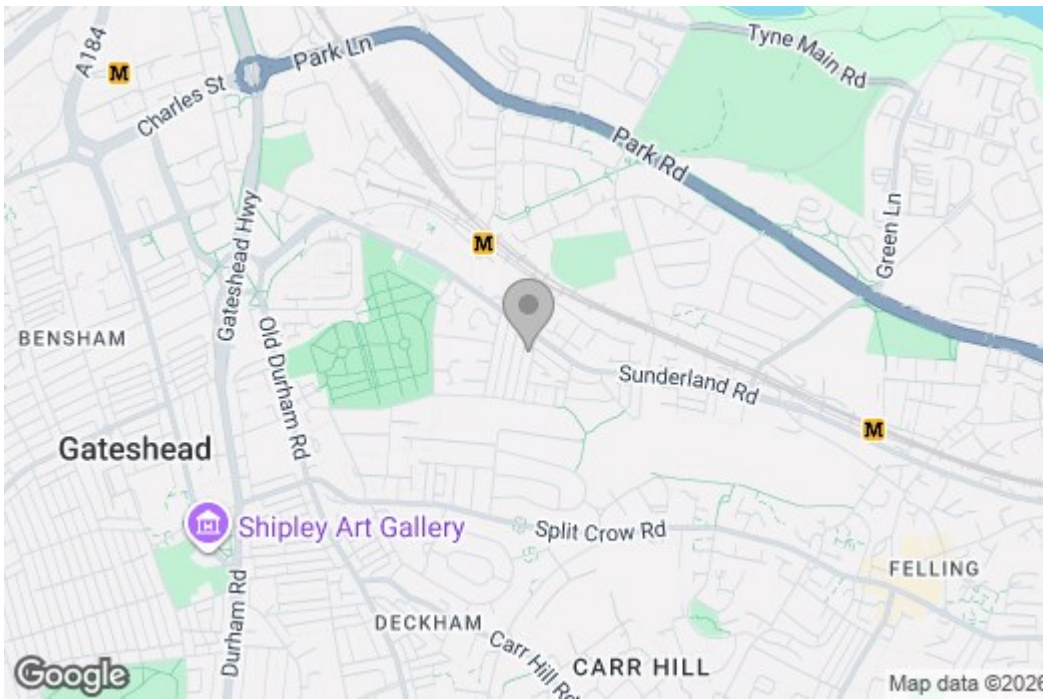 A184
M
Charles St
Park Ln
Tyne Main Rd
Park Rd
Green Ln
M
Gateshead Hwy
BENSHAM
Old Durham Rd
Sunderland Rd
M
Gateshead
Shipley Art Gallery
Split Crow Rd
FELLING
Durham Rd
DECKHAM
Carr Hill Rd
CARR HILL
Google
Map data ©2026